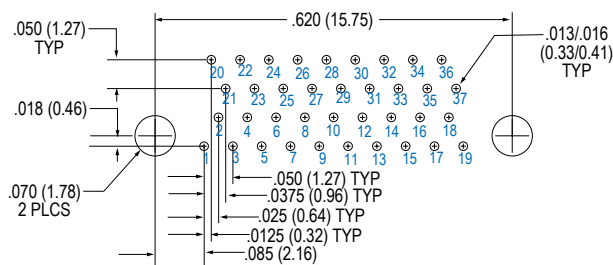 .620 (15.75)
.050 (1.27)
TYP
.013/.016
(0.33/0.41)
TYP
20 22 24 26 28 30 32 34 36
21 23 25 27 29 31 33 35 37
.018 (0.46)
2 4 6 8 10 12 14 16 18
1 3 5 7 9 11 13 15 17 19
.070 (1.78)
2 PLCS
.050 (1.27) TYP
.0375 (0.96) TYP
.025 (0.64) TYP
.0125 (0.32) TYP
.085 (2.16)